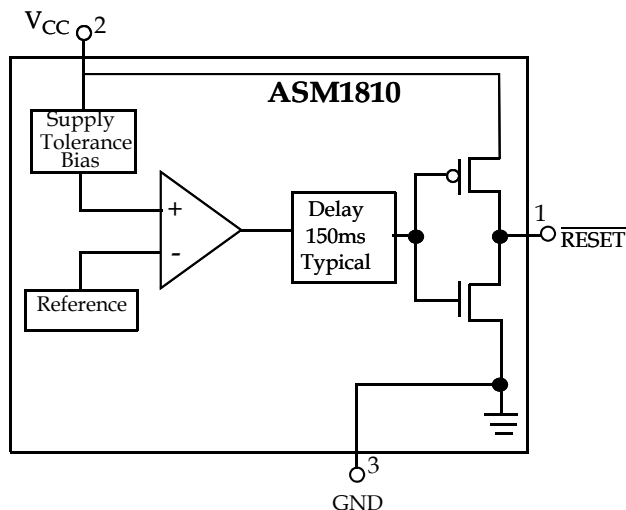 VCC 2
ASM1810
Supply
Tolerance
Bias
+
-
Reference
Delay
150ms
Typical
1
RESET
3
GND